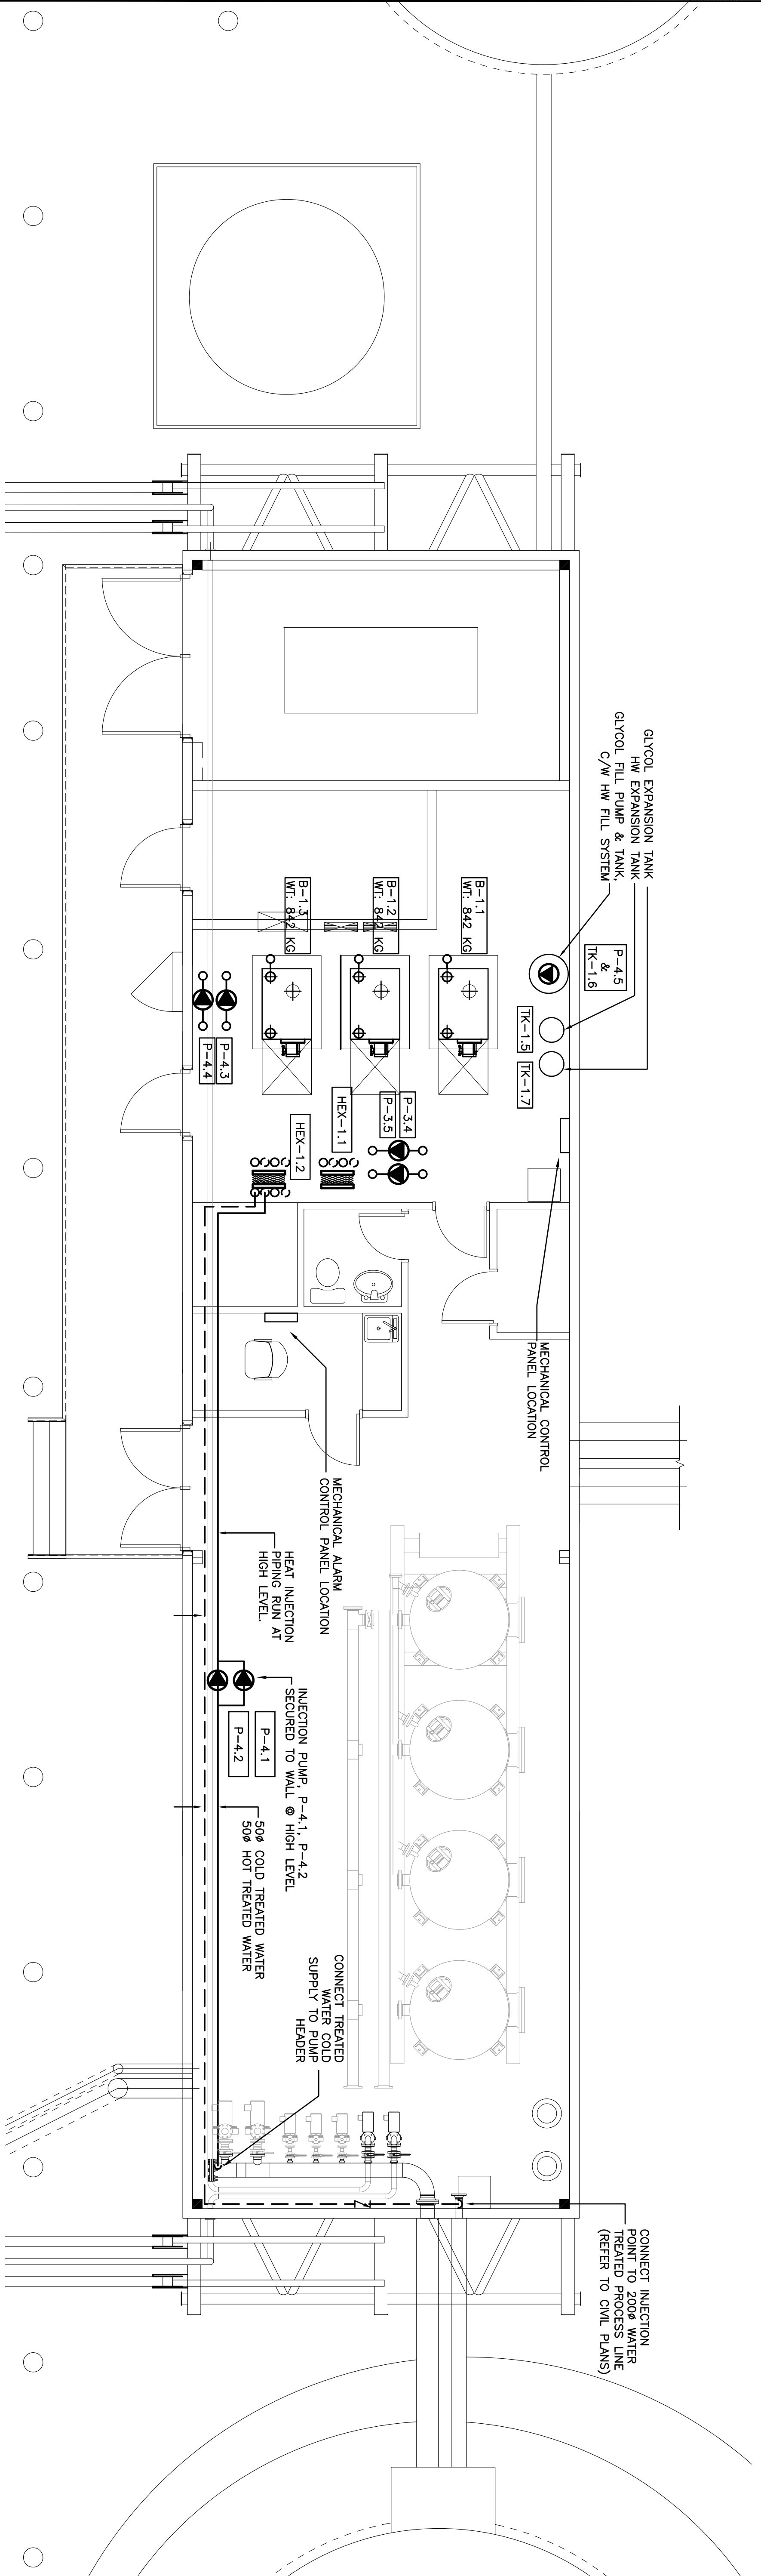 GLYCOL EXPANSION TANK
HW EXPANSION TANK
GLYCOL FILL PUMP & TANK,
C/W HW FILL SYSTEM
P-4.5
&
TK-1.6
TK-1.5
TK-1.7
B-1.1
WT: 842 KG
B-1.2
WT: 842 KG
B-1.3
WT: 842 KG
P-4.3
P-4.4
P-3.4
P-3.5
HEX-1.1
HEX-1.2
MECHANICAL CONTROL
PANEL LOCATION
MECHANICAL ALARM
CONTROL PANEL LOCATION
HEAT INJECTION
PIPING RUN AT
HIGH LEVEL.
INJECTION PUMP, P-4.1, P-4.2
SECURED TO WALL @ HIGH LEVEL
P-4.1
P-4.2
50ø COLD TREATED WATER
50ø HOT TREATED WATER
CONNECT TREATED
WATER COLD
SUPPLY TO PUMP
HEADER
CONNECT INJECTION
POINT TO 200ø WATER
TREATED PROCESS LINE
(REFER TO CIVIL PLANS)